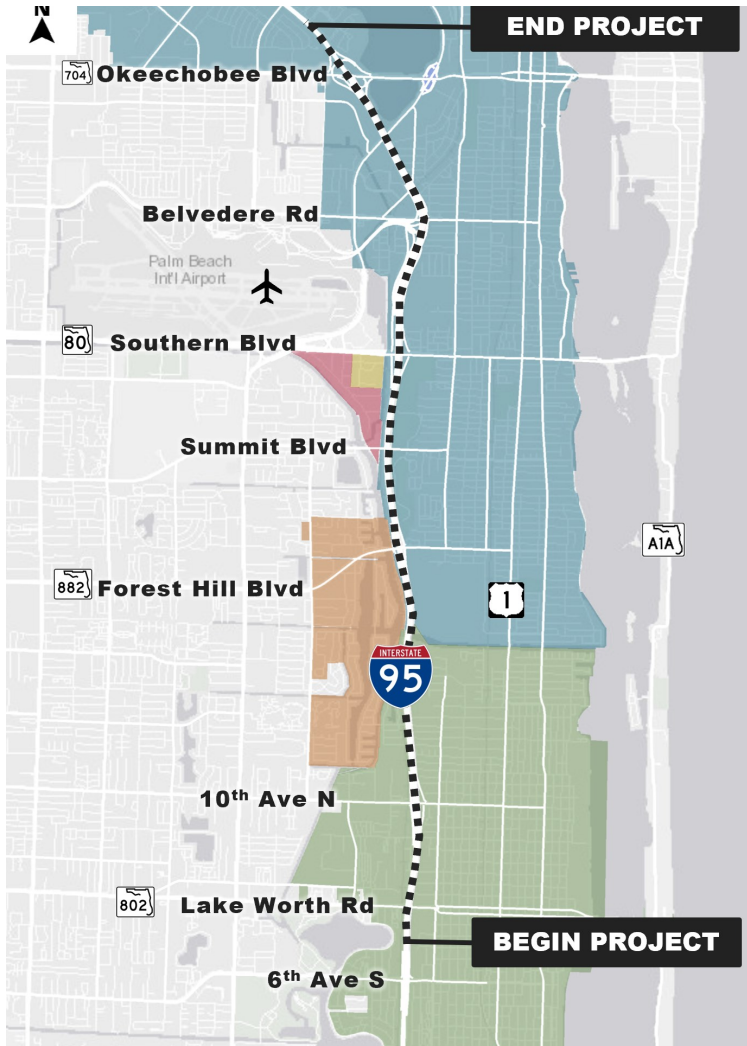 N
END PROJECT
704 Okeechobee Blvd
Belvedere Rd
Palm Beach
Int'l Airport
80 Southern Blvd
Summit Blvd
A1A
882 Forest Hill Blvd
1
INTERSTATE
95
10th Ave N
802 Lake Worth Rd
BEGIN PROJECT
6th Ave S